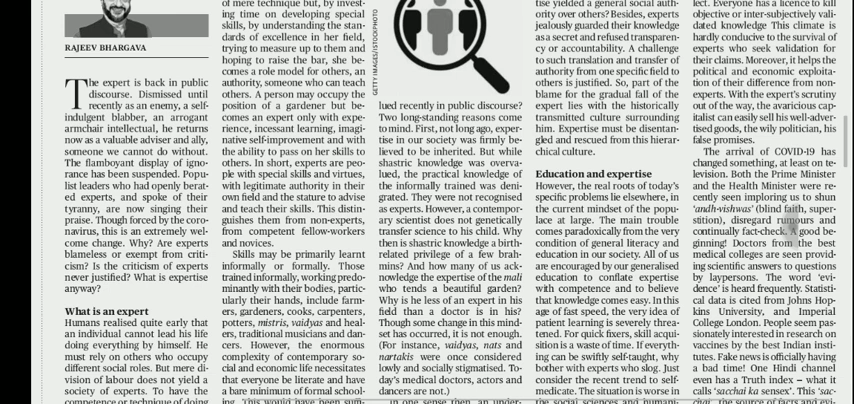 RAJEEV BHARGAVA
The expert is back in public
discourse. Dismissed until
recently as an enemy, a self-
indulgent blabber, an arrogant
armchair intellectual, he returns
now as a valuable adviser and ally,
someone we cannot do without.
The flamboyant display of igno-
rance has been suspended. Popu-
list leaders who had openly berat-
ed experts, and spoke of their
tyranny, are now singing their
praise. Though forced by the coro-
navirus, this is an extremely wel-
come change. Why? Are experts
blameless or exempt from criti-
cism? Is the criticism of experts
never justified? What is expertise
anyway?
What is an expert
Humans realised quite early that
an individual cannot lead his life
doing everything by himself. He
must rely on others who occupy
different social roles. But mere di-
vision of labour does not yield a
society of experts. To have the
competence or technique of doing
of mere technique but, by invest-
ing time on developing special
skills, by understanding the stan-
dards of excellence in her field,
trying to measure up to them and
hoping to raise the bar, she be-
comes a role model for others, an
authority, someone who can teach
others. A person may occupy the
position of a gardener but be-
comes an expert only with expe-
rience, incessant learning, imagi-
native self-improvement and with
the ability to pass on her skills to
others. In short, experts are peo-
ple with special skills and virtues,
with legitimate authority in their
own field and the stature to advise
and teach their skills. This distin-
guishes them from non-experts,
from competent fellow-workers
and novices.
Skills may be primarily learnt
informally or formally. Those
trained informally, working predo-
minantly with their bodies, partic-
ularly their hands, include farm-
ers, gardeners, cooks, carpenters,
potters, mistris, vaidyas and heal-
ers, traditional musicians and dan-
cers. However, the enormous
complexity of contemporary so-
cial and economic life necessitates
that everyone be literate and have
a bare minimum of formal school-
ing. This would have been
GETTY IMAGES/ISTOCKPHOTO
lued recently in public discourse?
Two long-standing reasons come
to mind. First, not long ago, exper-
tise in our society was firmly be-
lieved to be inherited. But while
shastric knowledge was overva-
lued, the practical knowledge of
the informally trained was deni-
grated. They were not recognised
as experts. However, a contempor-
ary scientist does not genetically
transfer science to his child. Why
then is shastric knowledge a birth-
related privilege of a few brah-
mins? And how many of us ack-
nowledge the expertise of the mali
who tends a beautiful garden?
Why is he less of an expert in his
field than a doctor is in his?
Though some change in this mind-
set has occurred, it is not enough.
(For instance, vaidyas, nats and
nartakis were once considered
lowly and socially stigmatised. To-
day's medical doctors, actors and
dancers are not.)
In one sense then, an under-
tise yielded a general social auth-
ority over others? Besides, experts
jealously guarded their knowledge
as a secret and refused transparen-
cy or accountability. A challenge
to such translation and transfer of
authority from one specific field to
others is justified. So, part of the
blame for the gradual fall of the
expert lies with the historically
transmitted culture surrounding
him. Expertise must be disentan-
gled and rescued from this hierar-
chical culture.
Education and expertise
However, the real roots of today's
specific problems lie elsewhere, in
the current mindset of the popu-
lace at large. The main trouble
comes paradoxically from the very
condition of general literacy and
education in our society. All of us
are encouraged by our generalised
education to conflate expertise
with competence and to believe
that knowledge comes easy. In this
age of fast speed, the very idea of
patient learning is severely threa-
tened. For quick fixers, skill acqui-
sition is a waste of time. If everyth-
ing can be swiftly self-taught, why
bother with experts who slog. Just
consider the recent trend to self-
medicate. The situation is worse in
the social sciences and humani-
lect. Everyone has a licence to kill
objective or inter-subjectively vali-
dated knowledge This climate is
hardly conducive to the survival of
experts who seek validation for
their claims. Moreover, it helps the
political and economic exploita-
tion of their difference from non-
experts. With the expert's scrutiny
out of the way, the avaricious cap-
italist can easily sell his well-adver-
tised goods, the wily politician, his
false promises.
The arrival of COVID-19 has
changed something, at least on te-
levision. Both the Prime Minister
and the Health Minister were re-
cently seen imploring us to shun
'andh-vishwas' (blind faith, super-
stition), disregard rumours and
continually fact-check. A good be-
ginning! Doctors from the best
medical colleges are seen provid-
ing scientific answers to questions
by laypersons. The word 'evi-
dence' is heard frequently. Statisti-
cal data is cited from Johns Hop-
kins University, and Imperial
College London. People seem pas-
sionately interested in research on
vaccines by the best Indian insti-
tutes. Fake news is officially having
a bad time! One Hindi channel
even has a Truth index – what it
calls 'sacchai ka sensex'. This 'sac-
chai', the source of facts and evi-